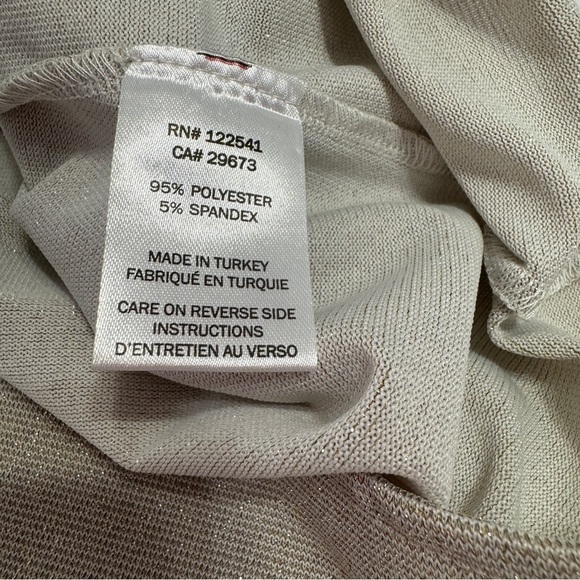 RN# 122541
CA# 29673
95% POLYESTER
5% SPANDEX
MADE IN TURKEY
FABRIQUÉ EN TURQUIE
CARE ON REVERSE SIDE
INSTRUCTIONS
D'ENTRETIEN AU VERSO